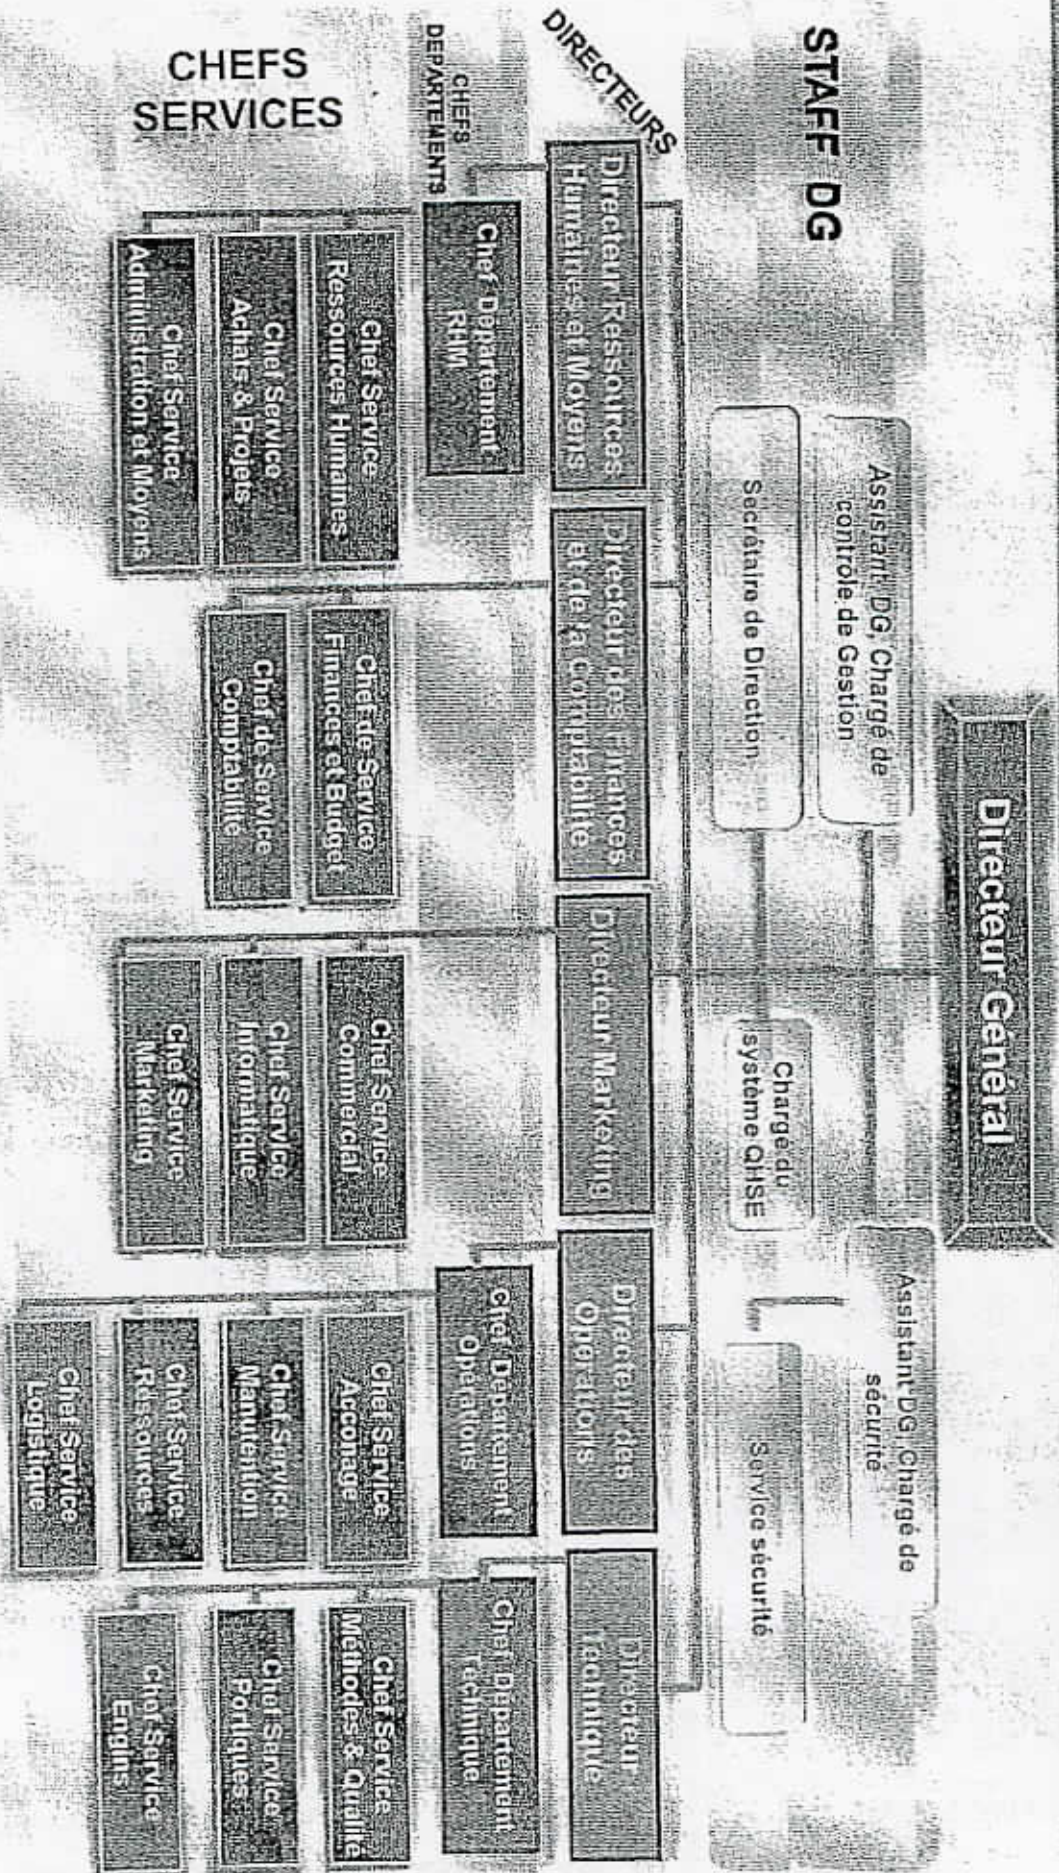 Directeur Général
STAFF DG
Assistant DG, Chargé de
controle de Gestion
Assistant DG, Chargé de
sécurité
Secrétaire de Direction
Chargé du
système QHSE
Service sécurité
DIRECTEURS
Directeur Ressources
Humaines et Moyens
Directeur des Finances
et de la Comptabilité
Directeur Marketing
Directeur des
Opérations
Directeur
Technique
CHEFS
DEPARTEMENTS
Chef Département
RHM
Chef Département
Opérations
Chef Département
Technique
CHEFS
SERVICES
Chef Service
Ressources Humaines
Chef Service
Achats & Projets
Chef Service
Administration et Moyens
Chef de Service
Finances et Budget
Chef de Service
Comptabilité
Chef Service
Commercial
Chef Service
Informatique
Chef Service
Marketing
Chef Service
Acconage
Chef Service
Manutention
Chef Service
Ressources
Chef Service
Logistique
Chef Service
Méthodes & Qualité
Chef Service
Portiques
Chef Service
Engins